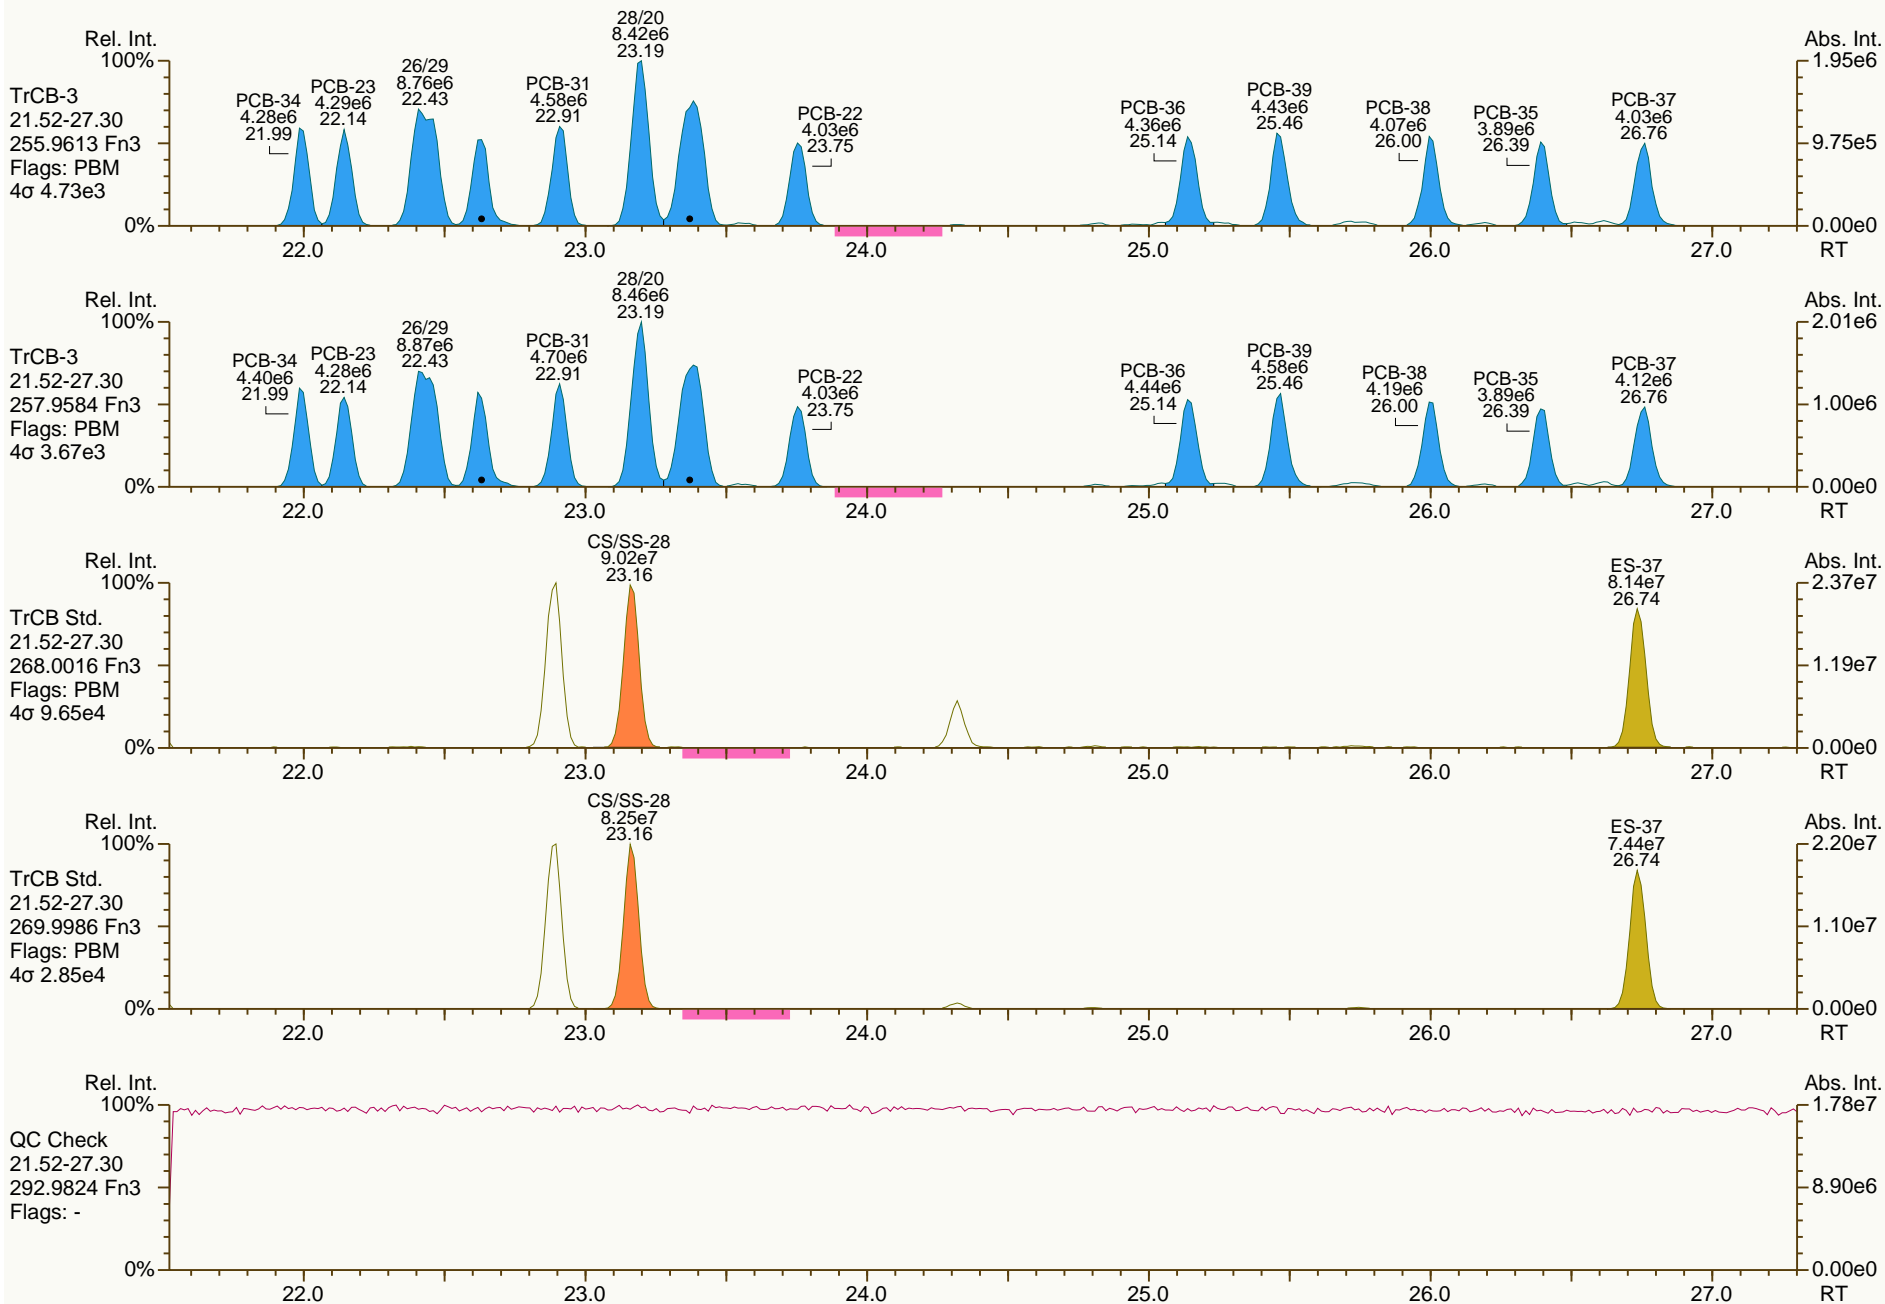 28/20
8.42e6
23.19
Rel. Int.
Abs. Int.
100%
1.95e6
26/29
8.76e6
22.43
PCB-34
4.28e6
21.99
PCB-23
4.29e6
22.14
PCB-31
4.58e6
22.91
PCB-22
4.03e6
23.75
PCB-36
4.36e6
25.14
PCB-39
4.43e6
25.46
PCB-38
4.07e6
26.00
PCB-35
3.89e6
26.39
PCB-37
4.03e6
26.76
TrCB-3
21.52-27.30
255.9613 Fn3
Flags: PBM
4σ 4.73e3
9.75e5
0%
0.00e0
22.0 23.0 24.0 25.0 26.0 27.0 RT
28/20
8.46e6
23.19
Rel. Int.
Abs. Int.
100%
2.01e6
26/29
8.87e6
22.43
PCB-34
4.40e6
21.99
PCB-23
4.28e6
22.14
PCB-31
4.70e6
22.91
PCB-22
4.03e6
23.75
PCB-36
4.44e6
25.14
PCB-39
4.58e6
25.46
PCB-38
4.19e6
26.00
PCB-35
3.89e6
26.39
PCB-37
4.12e6
26.76
TrCB-3
21.52-27.30
257.9584 Fn3
Flags: PBM
4σ 3.67e3
1.00e6
0%
0.00e0
22.0 23.0 24.0 25.0 26.0 27.0 RT
CS/SS-28
9.02e7
23.16
Rel. Int.
Abs. Int.
100%
2.37e7
ES-37
8.14e7
26.74
TrCB Std.
21.52-27.30
268.0016 Fn3
Flags: PBM
4σ 9.65e4
1.19e7
0%
0.00e0
22.0 23.0 24.0 25.0 26.0 27.0 RT
CS/SS-28
8.25e7
23.16
Rel. Int.
Abs. Int.
100%
2.20e7
ES-37
7.44e7
26.74
TrCB Std.
21.52-27.30
269.9986 Fn3
Flags: PBM
4σ 2.85e4
1.10e7
0%
0.00e0
22.0 23.0 24.0 25.0 26.0 27.0 RT
Rel. Int.
Abs. Int.
100%
1.78e7
QC Check
21.52-27.30
292.9824 Fn3
Flags: -
8.90e6
0%
0.00e0
22.0 23.0 24.0 25.0 26.0 27.0 RT